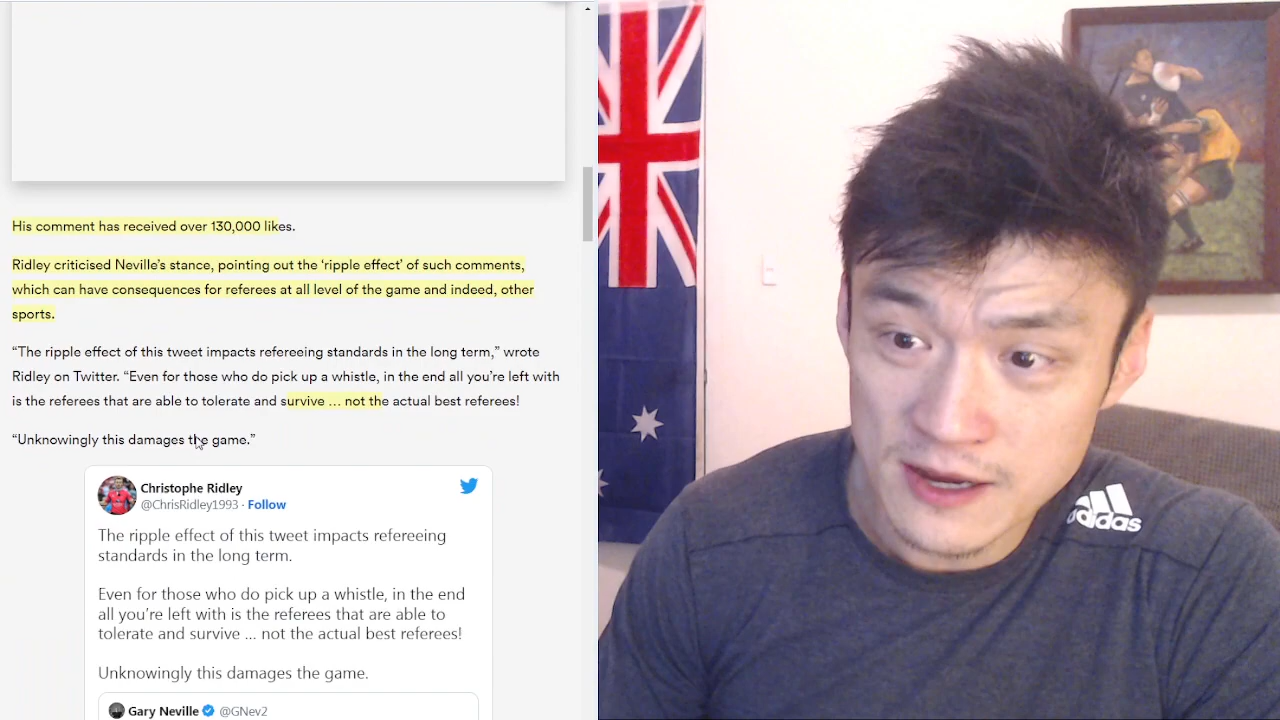 His comment has received over 130,000 likes.
Ridley criticised Neville’s stance, pointing out the ‘ripple effect’ of such comments,
which can have consequences for referees at all level of the game and indeed, other
sports.
“The ripple effect of this tweet impacts refereeing standards in the long term,” wrote
Ridley on Twitter. “Even for those who do pick up a whistle, in the end all you’re left with
is the referees that are able to tolerate and survive … not the actual best referees!
“Unknowingly this damages the game.”
Christophe Ridley
@ChrisRidley1993 · Follow
The ripple effect of this tweet impacts refereeing
standards in the long term.
Even for those who do pick up a whistle, in the end
all you’re left with is the referees that are able to
tolerate and survive ... not the actual best referees!
Unknowingly this damages the game.
Gary Neville @GNev2
adidas